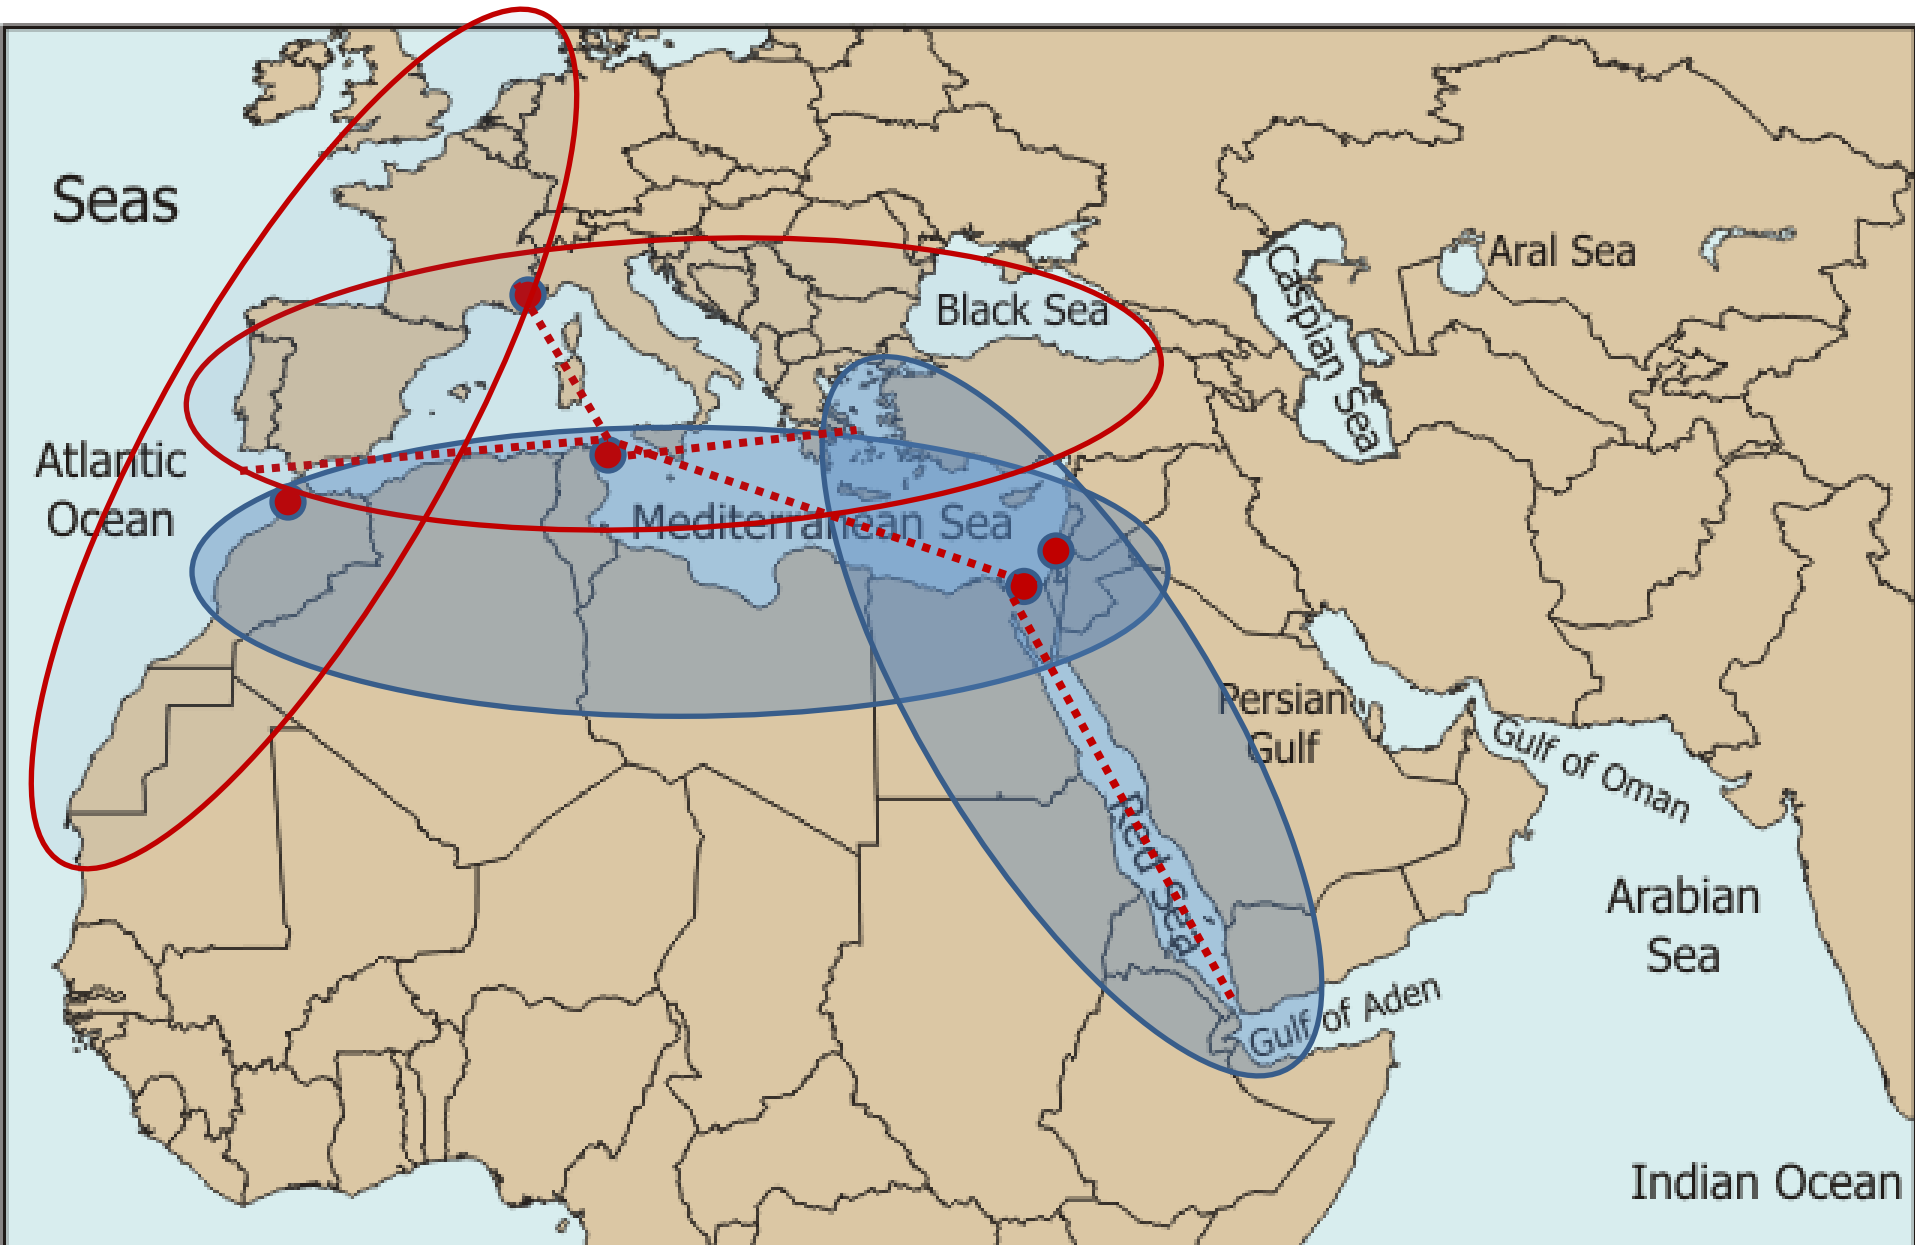 Seas
Aral Sea
Caspian Sea
Black Sea
Atlantic
Ocean
Mediterranean Sea
Persian
Gulf
Gulf of Oman
Red Sea
Arabian
Sea
Gulf of Aden
Indian Ocean